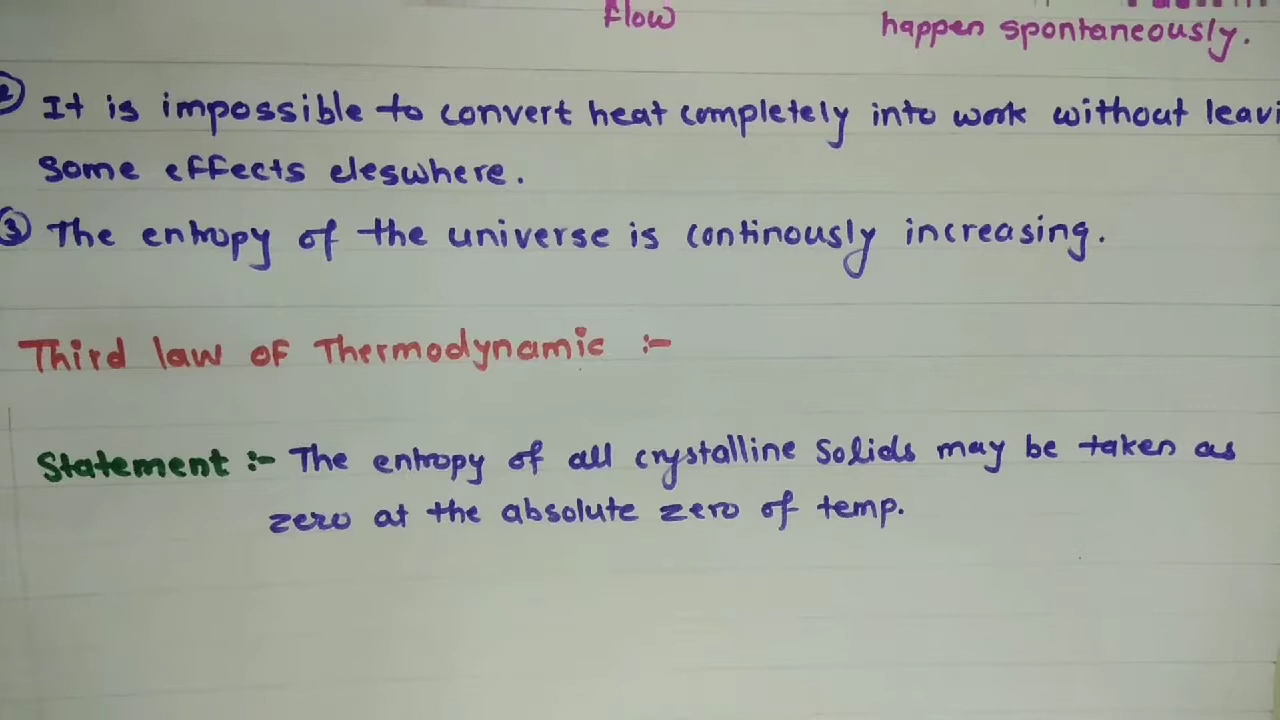 flow happen spontaneously.
② It is impossible to convert heat completely into work without leavi
some effects eleswhere.
③ The entropy of the universe is continously increasing.
Third law of Thermodynamic :-
Statement :- The entropy of all crystalline solids may be taken as
zero at the absolute zero of temp.